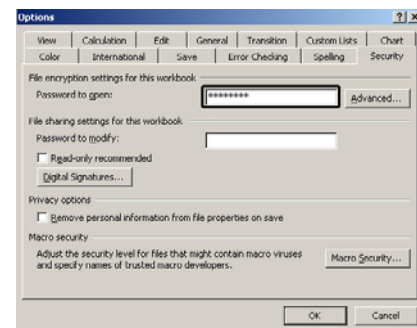 Options
View Calculation Edit General Transition Custom Lists Chart
Color International Save Error Checking Spelling Security
File encryption settings for this workbook
Password to open: ******** Advanced...
File sharing settings for this workbook
Password to modify:
Read-only recommended
Digital Signatures...
Privacy options
Remove personal information from file properties on save
Macro security
Adjust the security level for files that might contain macro viruses
and specify names of trusted macro developers.
Macro Security...
OK Cancel